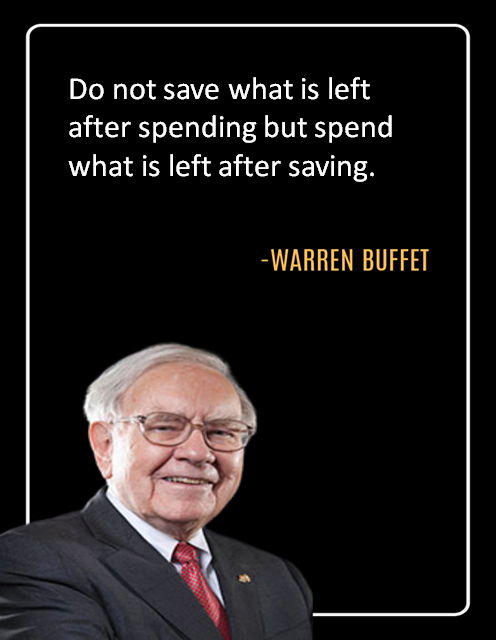 Do not save what is left
after spending but spend
what is left after saving.
-WARREN BUFFET